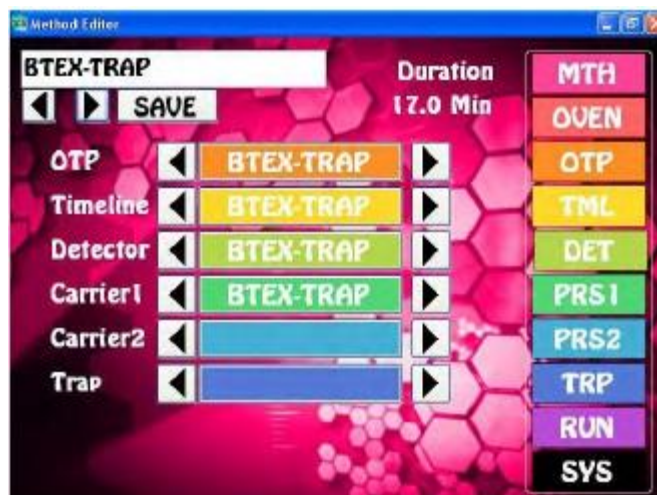 Method Editor
BTEX-TRAP
SAVE
Duration
17.0 Min
OTP BTEX-TRAP
Timeline BTEX-TRAP
Detector BTEX-TRAP
Carrier1 BTEX-TRAP
Carrier2
Trap
MTH
OVEN
OTP
TML
DET
PRS1
PRS2
TRP
RUN
SYS